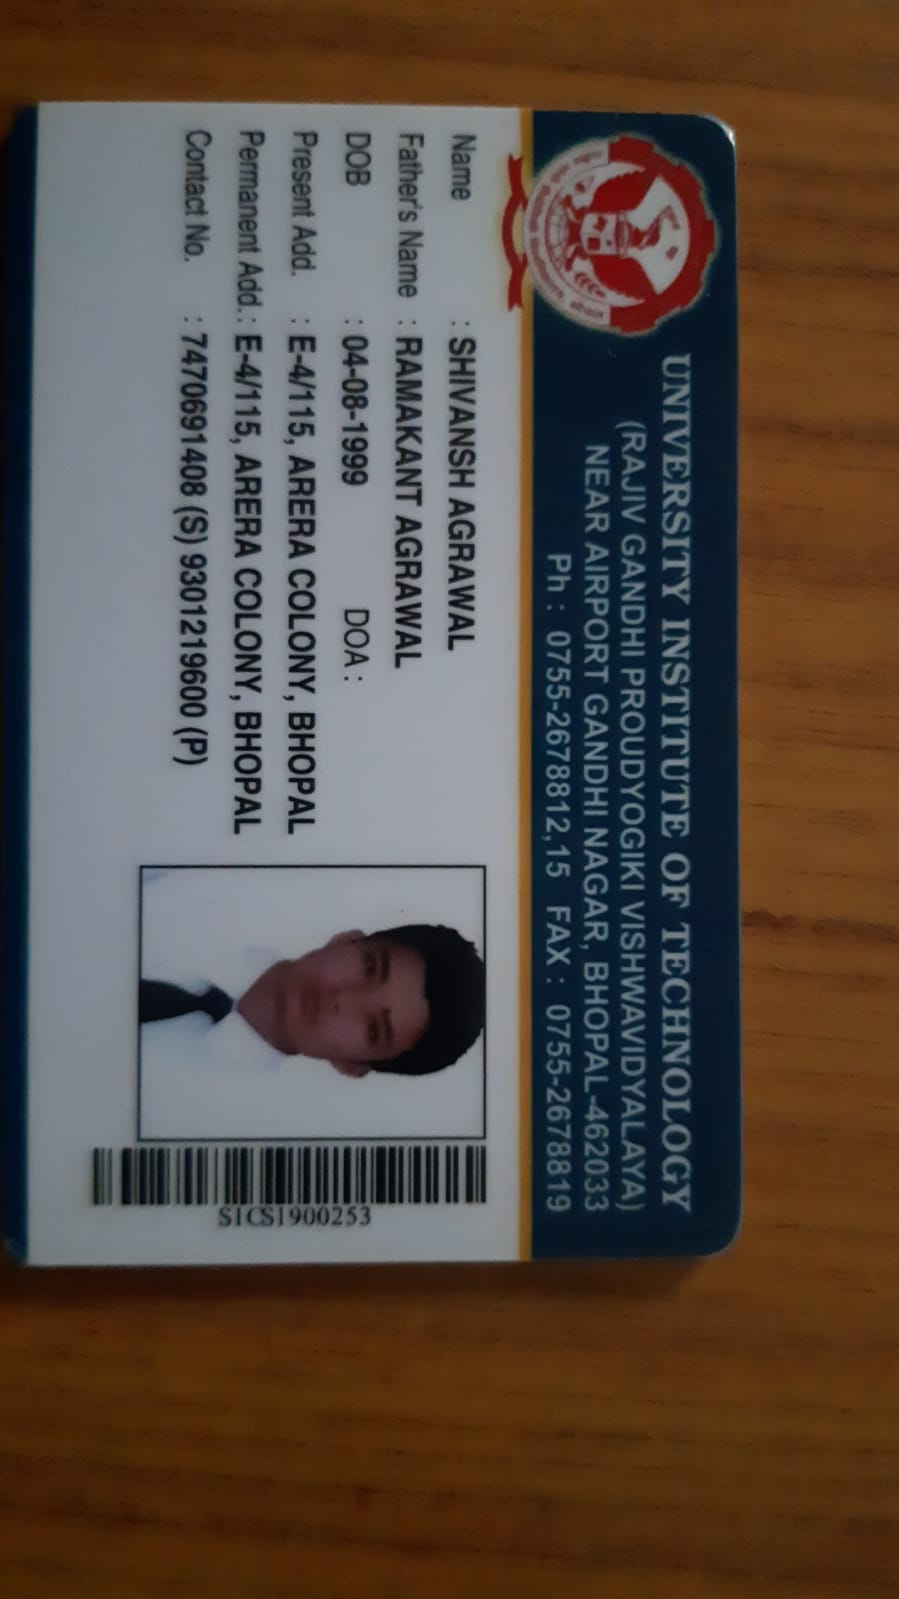 UNIVERSITY INSTITUTE OF TECHNOLOGY
(RAJIV GANDHI PROUDYOGIKI VISHWAVIDYALAYA)
NEAR AIRPORT GANDHI NAGAR, BHOPAL-462033
Ph : 0755-2678812,15 FAX : 0755-2678819
Name : SHIVANSH AGRAWAL
Father's Name : RAMAKANT AGRAWAL
DOB : 04-08-1999 DOA :
Present Add. : E-4/115, ARERA COLONY, BHOPAL
Permanent Add. : E-4/115, ARERA COLONY, BHOPAL
Contact No. : 7470691408 (S) 9301219600 (P)
SICS1900253